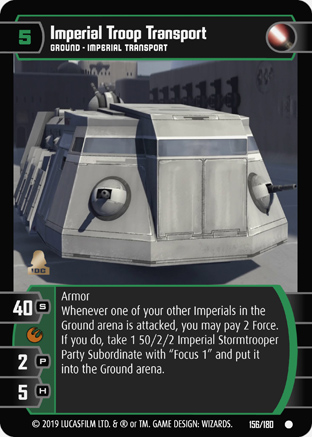 5 Imperial Troop Transport
GROUND - IMPERIAL TRANSPORT
40 S
2 P
5 H
Armor
Whenever one of your other Imperials in the
Ground arena is attacked, you may pay 2 Force.
If you do, take 1 50/2/2 Imperial Stormtrooper
Party Subordinate with “Focus 1” and put it
into the Ground arena.
© 2019 LUCASFILM LTD. & ® or TM. GAME DESIGN: WIZARDS. 156/180